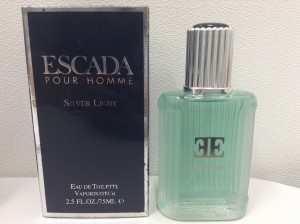 ESCADA
POUR HOMME
SILVER LIGHT
EAU DE TOILETTE
VAPORISATEUR
2.5 FL.OZ./75ML ℮